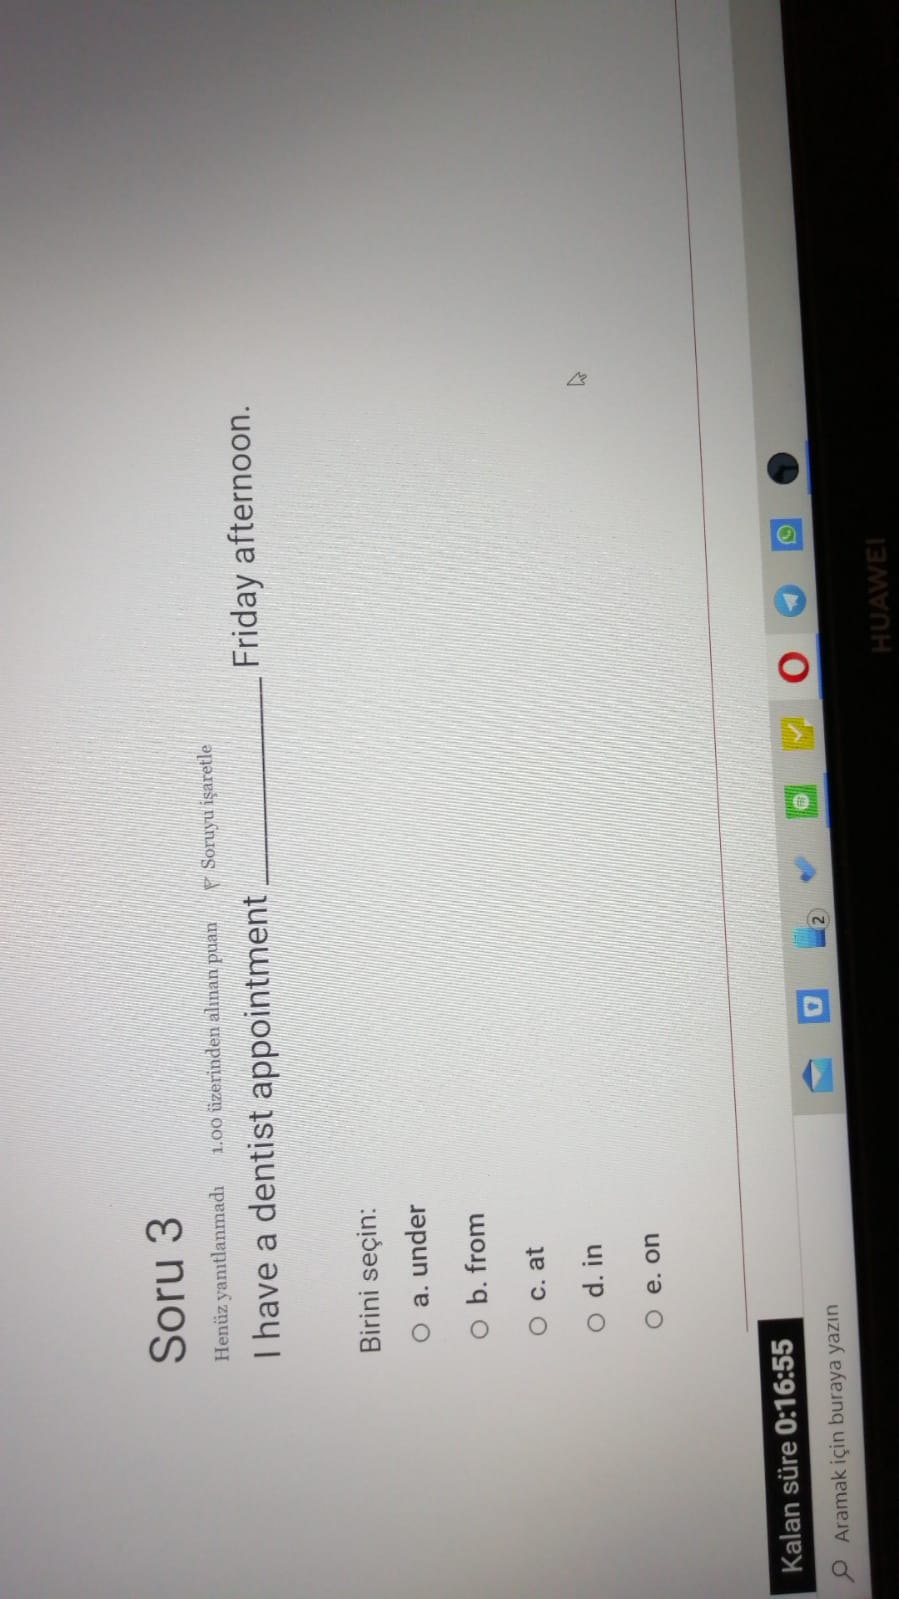 Soru 3
Henüz yanıtlanmadı 1.00 üzerinden alınan puan Soruyu işaretle
I have a dentist appointment ____________ Friday afternoon.
Birini seçin:
a. under
b. from
c. at
d. in
e. on
Kalan süre 0:16:55
Aramak için buraya yazın
2
HUAWEI